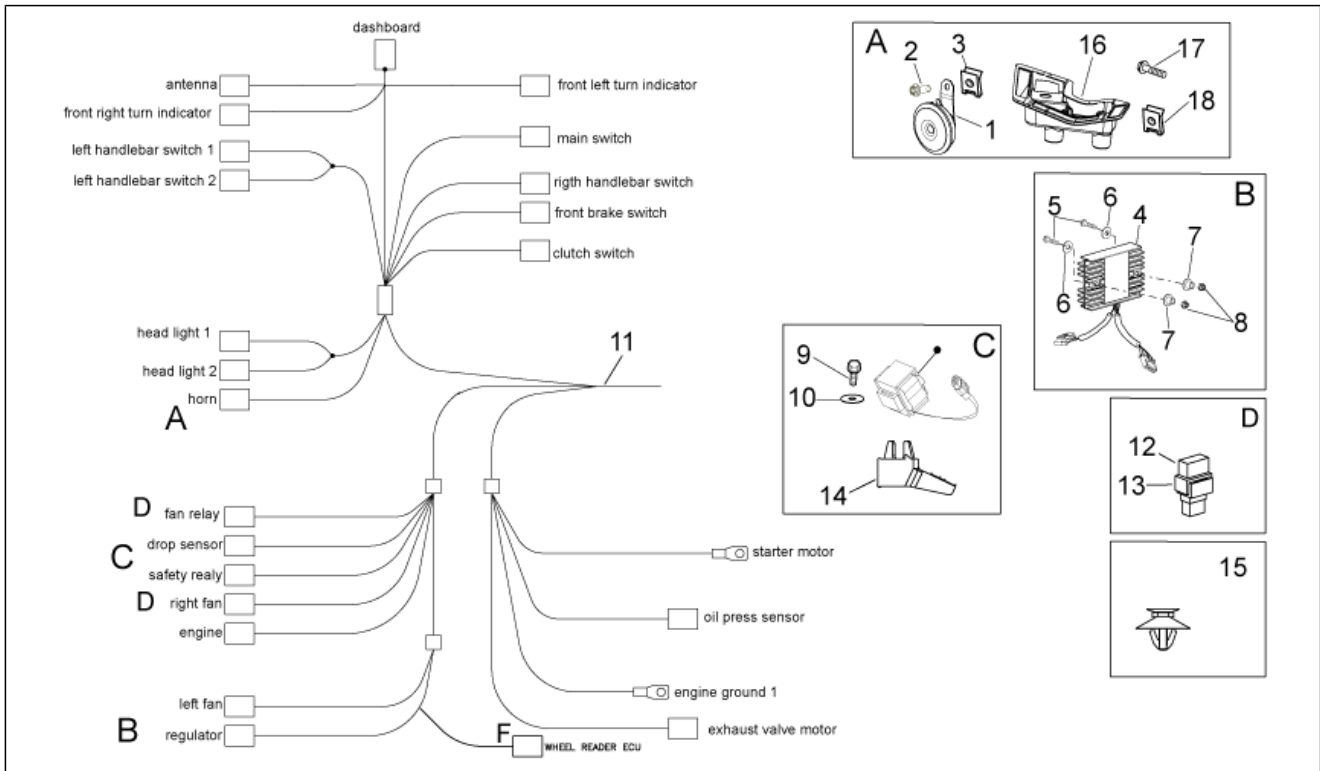 dashboard
antenna
front left turn indicator
front right turn indicator
left handlebar switch 1
main switch
left handlebar switch 2
rigth handlebar switch
front brake switch
clutch switch
head light 1
head light 2
horn
A
11
D fan relay
drop sensor
C
safety realy
D right fan
engine
left fan
B regulator
starter motor
oil press sensor
engine ground 1
exhaust valve motor
F WHEEL READER ECU
A
2
3
16
17
1
18
B
5
6
4
7
6
7
8
C
9
10
14
D
12
13
15